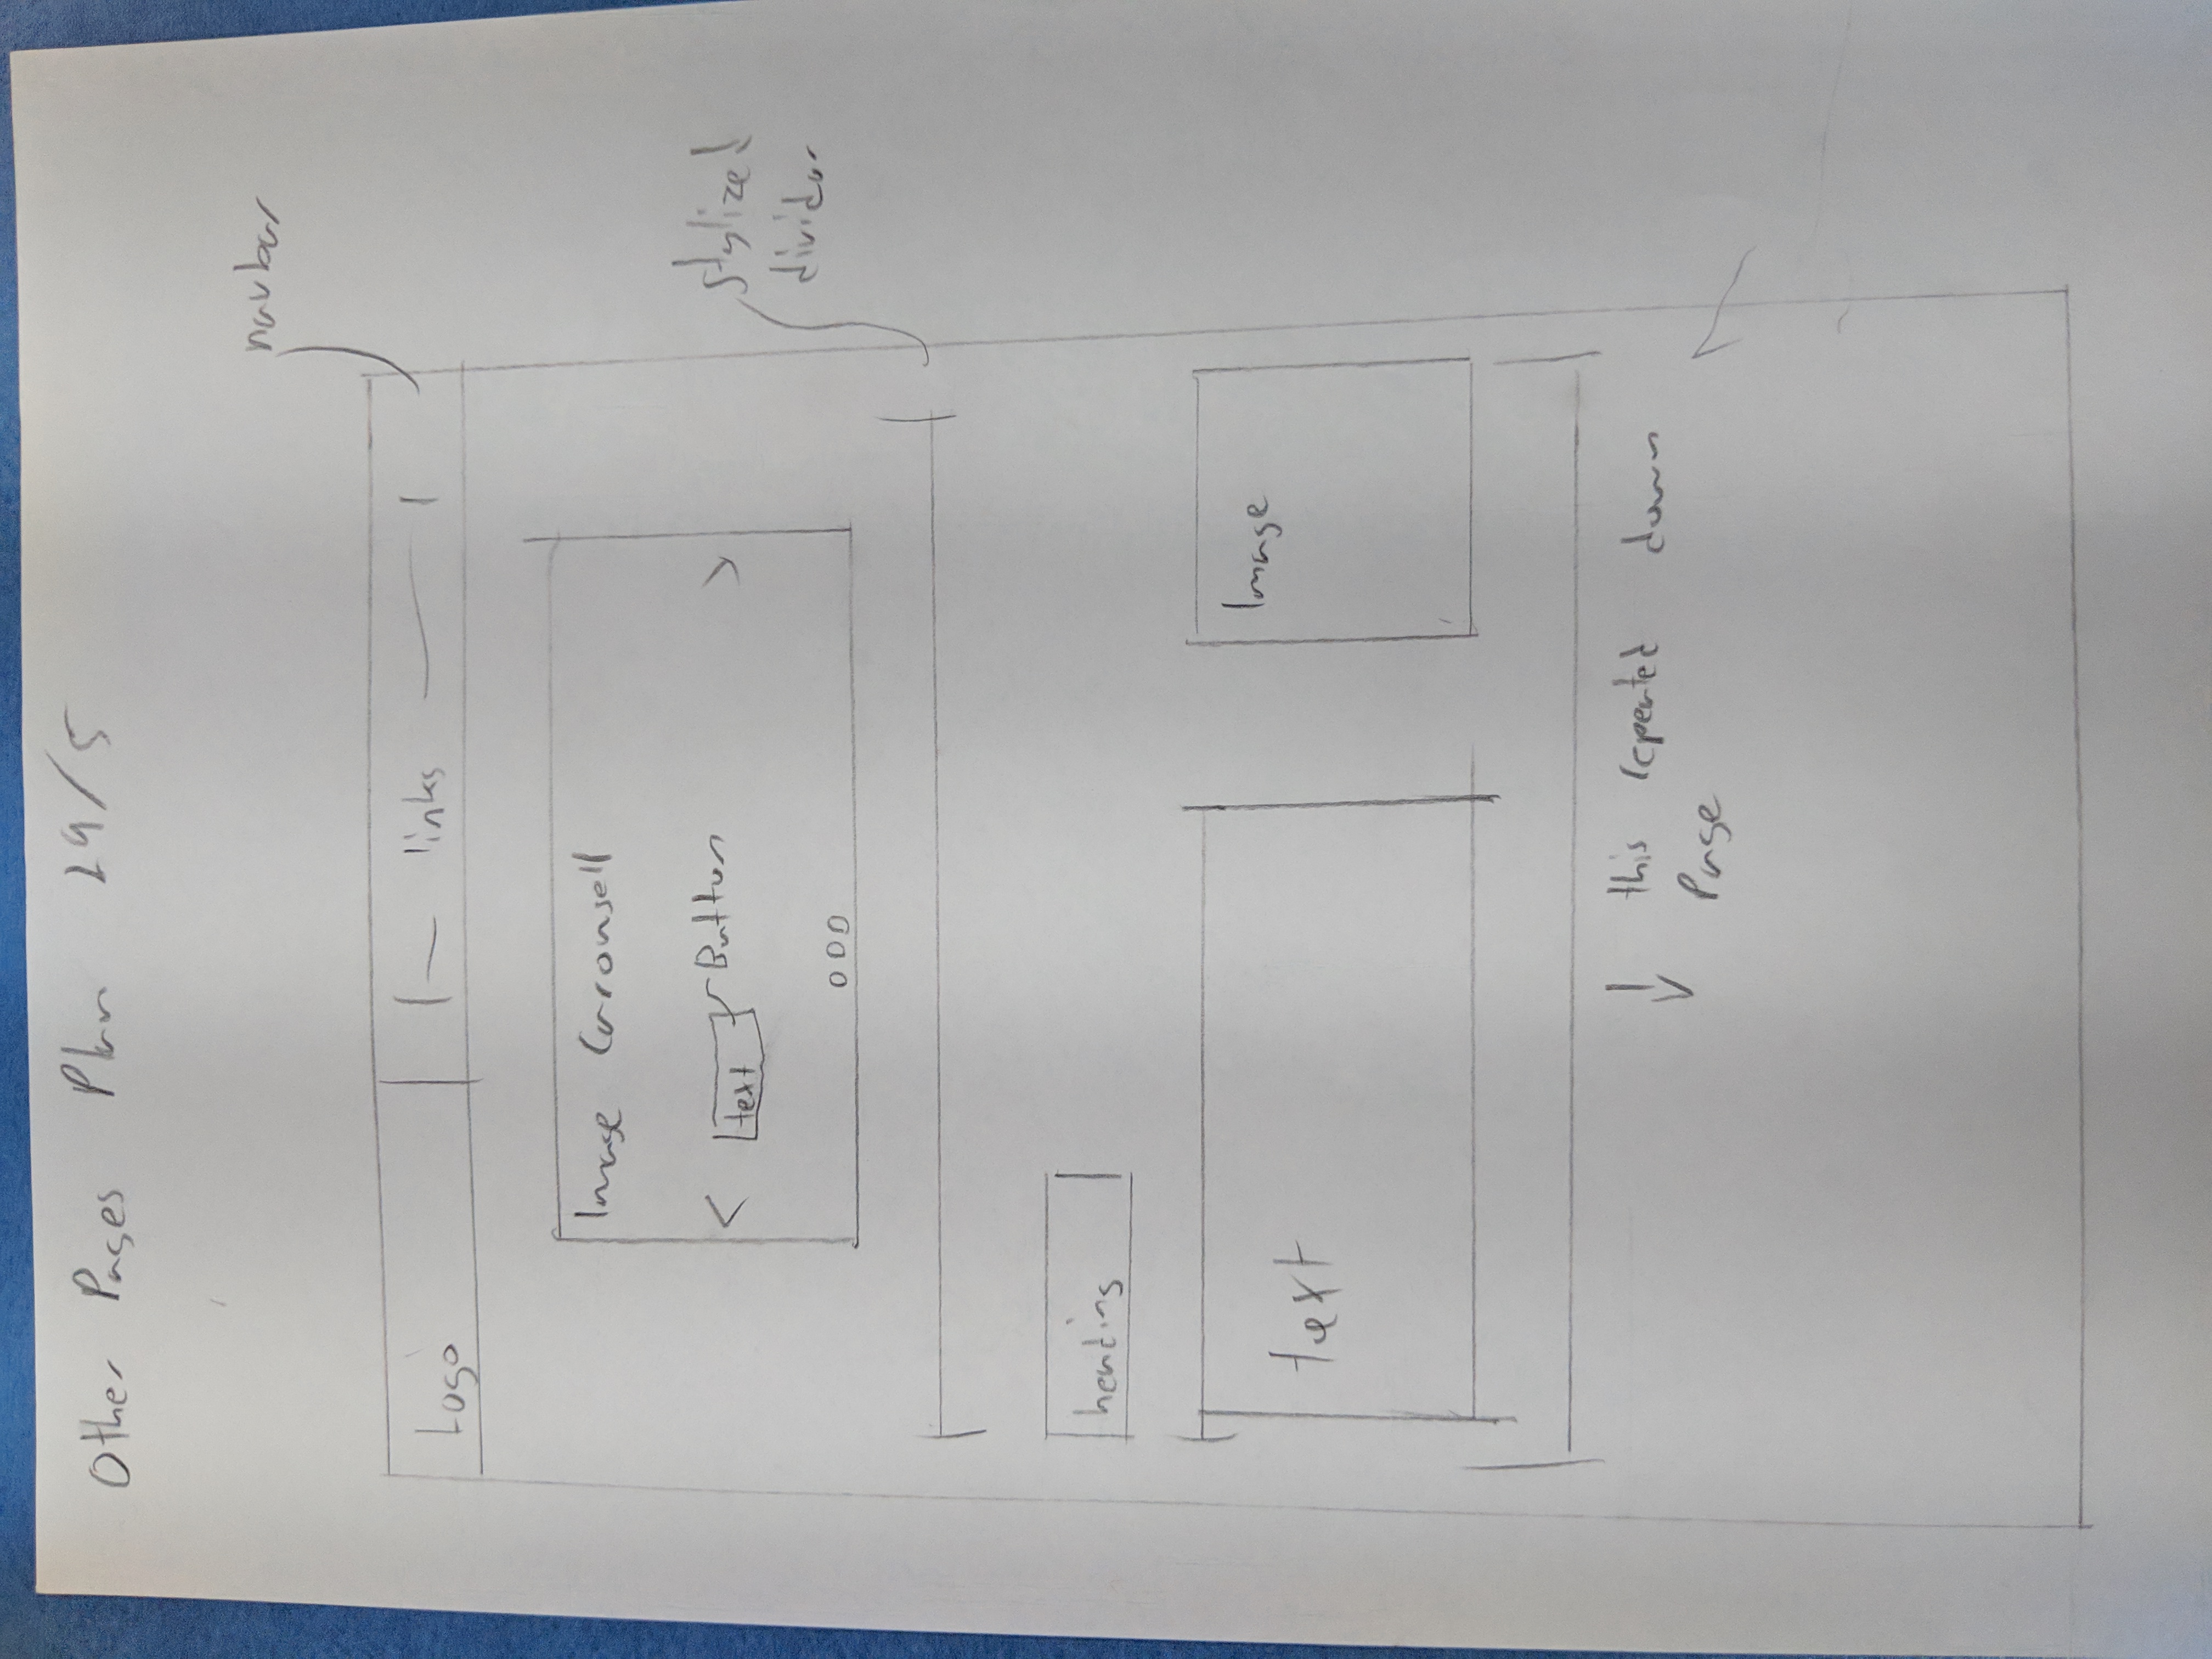 Other Pages Plan 29/5
navbar
Logo
links
Image Carousell
< text Button >
stylized
divider
heading
text
Image
this repeated down
Page